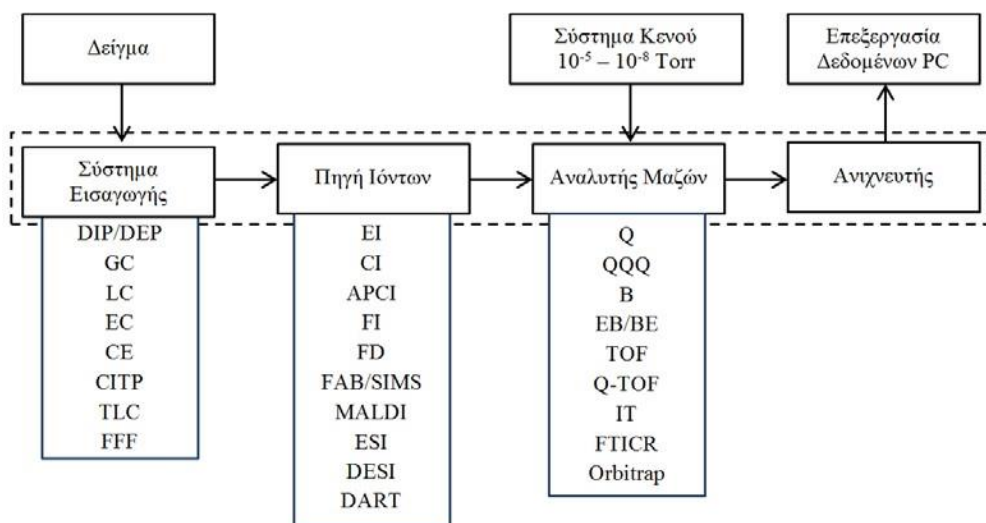 Δείγμα
Σύστημα Κενού
10⁻⁵ – 10⁻⁸ Torr
Επεξεργασία
Δεδομένων PC
Σύστημα
Εισαγωγής
Πηγή Ιόντων
Αναλυτής Μαζών
Ανιχνευτής
DIP/DEP
GC
LC
EC
CE
CITP
TLC
FFF
EI
CI
APCI
FI
FD
FAB/SIMS
MALDI
ESI
DESI
DART
Q
QQQ
B
EB/BE
TOF
Q-TOF
IT
FTICR
Orbitrap